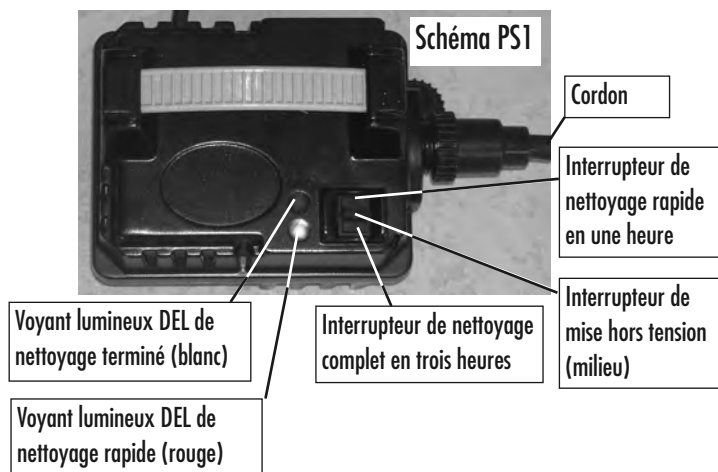 Schéma PS1
Cordon
Interrupteur de
nettoyage rapide
en une heure
Interrupteur de
mise hors tension
(milieu)
Interrupteur de nettoyage
complet en trois heures
Voyant lumineux DEL de
nettoyage terminé (blanc)
Voyant lumineux DEL de
nettoyage rapide (rouge)